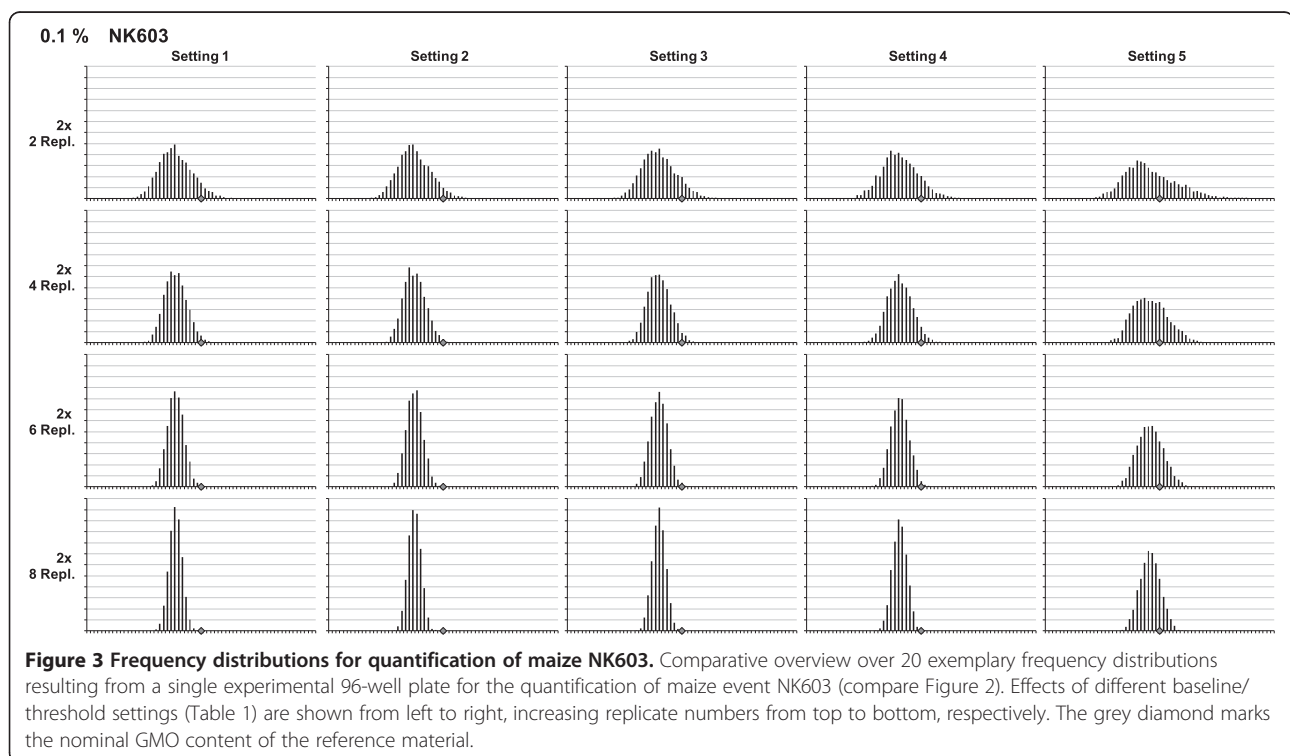 0.1 % NK603
Setting 1 Setting 2 Setting 3 Setting 4 Setting 5
2x
2 Repl.
2x
4 Repl.
2x
6 Repl.
2x
8 Repl.
Figure 3 Frequency distributions for quantification of maize NK603. Comparative overview over 20 exemplary frequency distributions
resulting from a single experimental 96-well plate for the quantification of maize event NK603 (compare Figure 2). Effects of different baseline/
threshold settings (Table 1) are shown from left to right, increasing replicate numbers from top to bottom, respectively. The grey diamond marks
the nominal GMO content of the reference material.